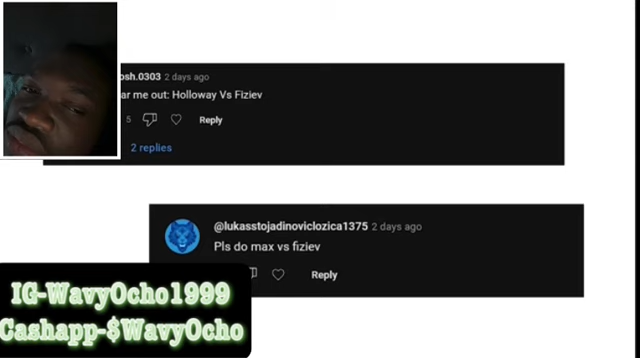 osh.0303 2 days ago
ar me out: Holloway Vs Fiziev
5 Reply
2 replies
@lukasstojadinoviclozica1375 2 days ago
Pls do max vs fiziev
Reply
IG-WavyOcho1999
Cashapp-$WavyOcho